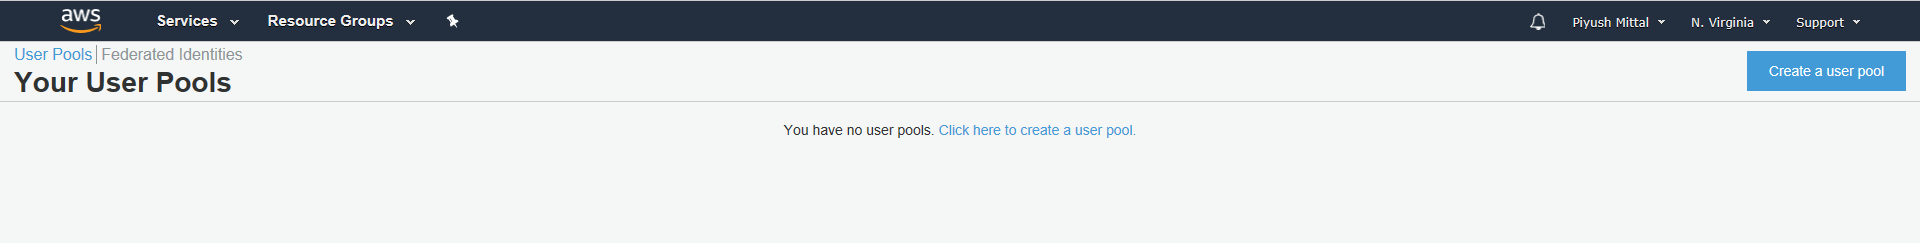 aws Services Resource Groups Piyush Mittal N. Virginia Support
User Pools Federated Identities
Your User Pools
Create a user pool
You have no user pools. Click here to create a user pool.